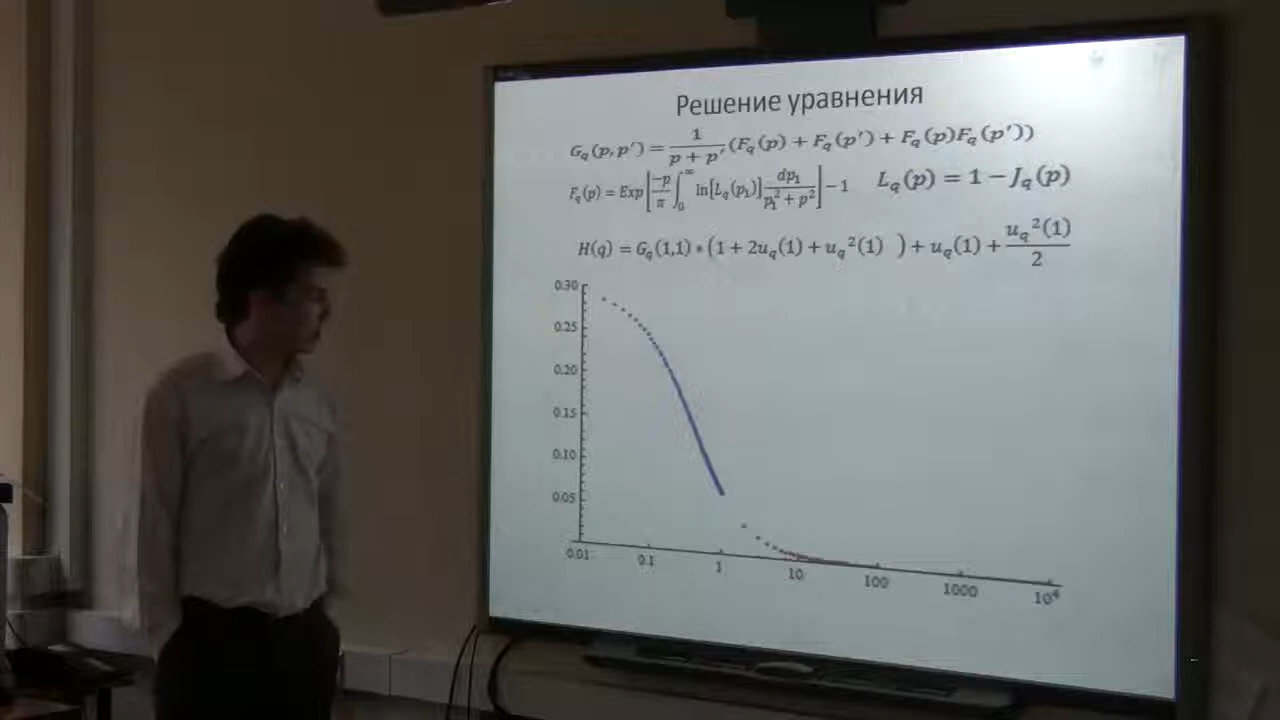 Решение уравнения
G_q(p, p′) = 1/(p + p′) (F_q(p) + F_q(p′) + F_q(p)F_q(p′))
F_q(p) = Exp[−p/π ∫_0^∞ ln[L_q(p_1)] dp_1/(p_1^2 + p^2)] − 1 L_q(p) = 1 − J_q(p)
H(q) = G_q(1,1) * (1 + 2u_q(1) + u_q^2(1) ) + u_q(1) + u_q^2(1)/2
0.30
0.25
0.20
0.15
0.10
0.05
0.01 0.1 1 10 100 1000 10^4